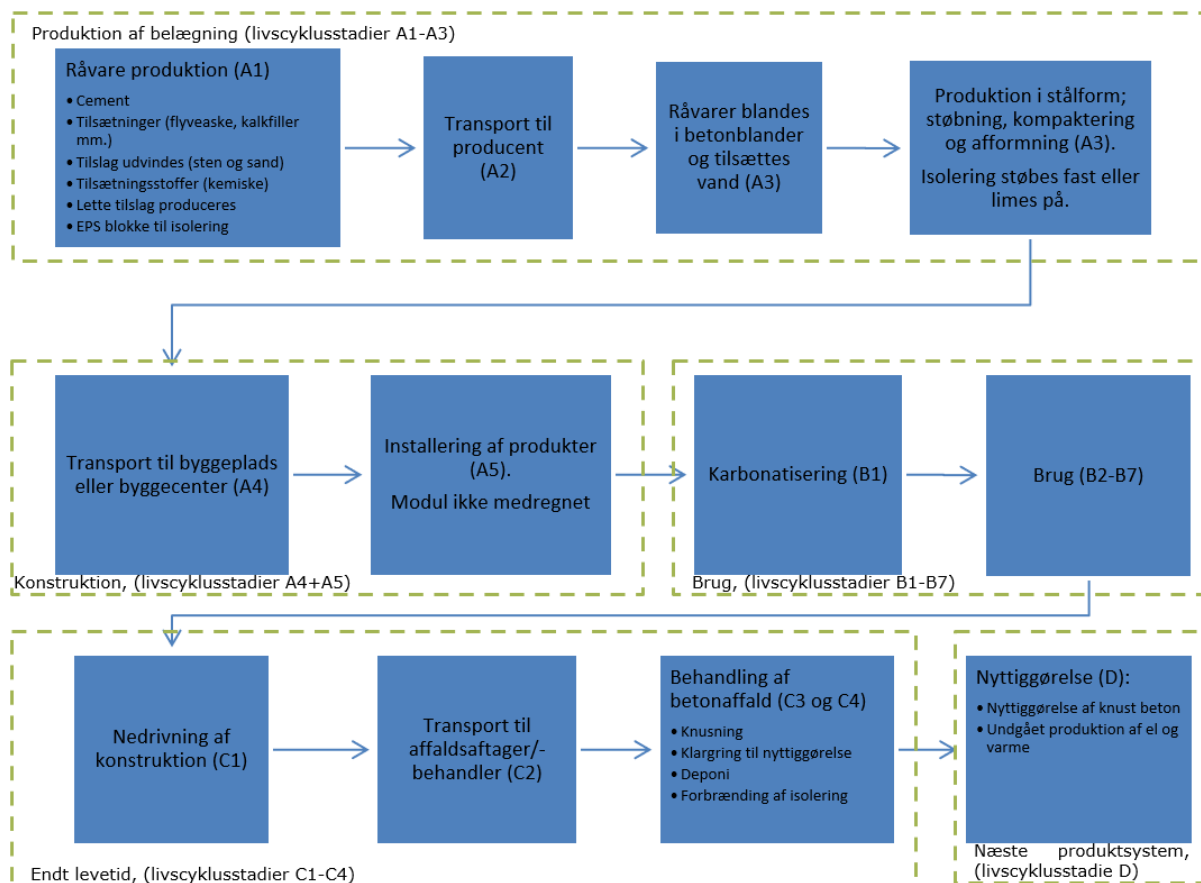 Produktion af belægning (livscyklusstadier A1-A3)
Råvare produktion (A1)
• Cement
• Tilsætninger (flyveaske, kalkfiller
mm.)
• Tilslag udvindes (sten og sand)
• Tilsætningsstoffer (kemiske)
• Lette tilslag produceres
• EPS blokke til isolering
Transport til
producent
(A2)
Råvarer blandes
i betonblander
og tilsættes
vand (A3)
Produktion i stålform;
støbning, kompaktering
og afformning (A3).
Isolering støbes fast eller
limes på.
Transport til byggeplads
eller byggecenter (A4)
Installering af produkter
(A5).
Modul ikke medregnet
Konstruktion, (livscyklusstadier A4+A5)
Karbonatisering (B1)
Brug (B2-B7)
Brug, (livscyklusstadier B1-B7)
Nedrivning af
konstruktion (C1)
Transport til
affaldsaftager/-
behandler (C2)
Behandling af
betonaffald (C3 og C4)
• Knusning
• Klargring til nyttiggørelse
• Deponi
• Forbrænding af isolering
Endt levetid, (livscyklusstadier C1-C4)
Nyttiggørelse (D):
• Nyttiggørelse af knust beton
• Undgået produktion af el og
varme
Næste produktsystem,
(livscyklusstadie D)